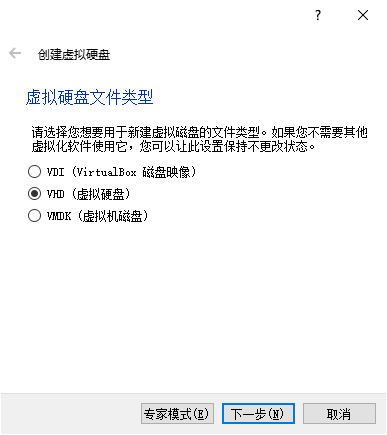 ?
创建虚拟硬盘
虚拟硬盘文件类型
请选择您想要用于新建虚拟磁盘的文件类型。如果您不需要其他
虚拟化软件使用它，您可以让此设置保持不更改状态。
VDI (VirtualBox 磁盘映像)
VHD (虚拟硬盘)
VMDK (虚拟机磁盘)
专家模式(E) 下一步(N) 取消